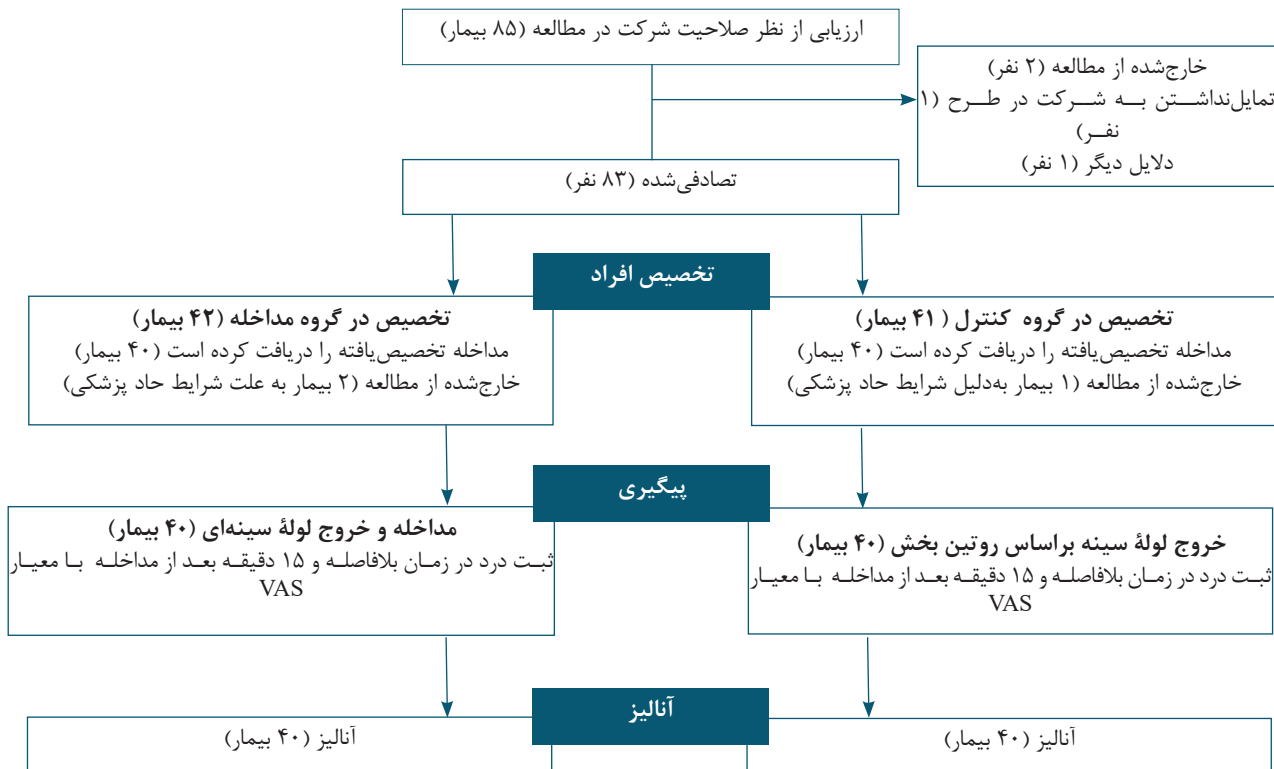 ارزیابی از نظر صلاحیت شرکت در مطالعه (۸۵ بیمار)
خارج‌شده از مطالعه (۲ نفر)
تمایل‌نداشتن به شرکت در طرح (۱
نفر)
دلایل دیگر (۱ نفر)
تصادفی‌شده (۸۳ نفر)
تخصیص افراد
تخصیص در گروه کنترل (۴۱ بیمار)
مداخله تخصیص‌یافته را دریافت کرده است (۴۰ بیمار)
خارج‌شده از مطالعه (۱ بیمار به‌دلیل شرایط حاد پزشکی)
تخصیص در گروه مداخله (۴۲ بیمار)
مداخله تخصیص‌یافته را دریافت کرده است (۴۰ بیمار)
خارج‌شده از مطالعه (۲ بیمار به علت شرایط حاد پزشکی)
پیگیری
خروج لولۀ سینه براساس روتین بخش (۴۰ بیمار)
ثبت درد در زمان بلافاصله و ۱۵ دقیقه بعد از مداخله با معیار
VAS
مداخله و خروج لولۀ سینه‌ای (۴۰ بیمار)
ثبت درد در زمان بلافاصله و ۱۵ دقیقه بعد از مداخله با معیار
VAS
آنالیز
آنالیز (۴۰ بیمار)
آنالیز (۴۰ بیمار)